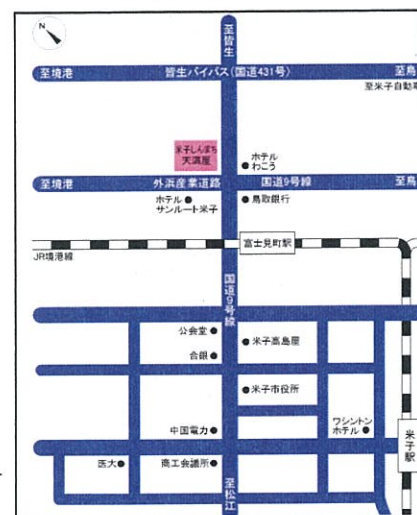 N
至皆生
至境港
皆生バイパス(国道431号)
至鳥
至米子自動車
米子しんまち
天満屋
ホテル
わこう
至境港
外浜産業道路
国道9号線
至鳥
ホテル
サンルート米子
鳥取銀行
富士見町駅
JR境港線
国道9号線
公会堂
合銀
米子高島屋
米子市役所
中国電力
ワシントン
ホテル
米子駅
医大
商工会議所
至松江